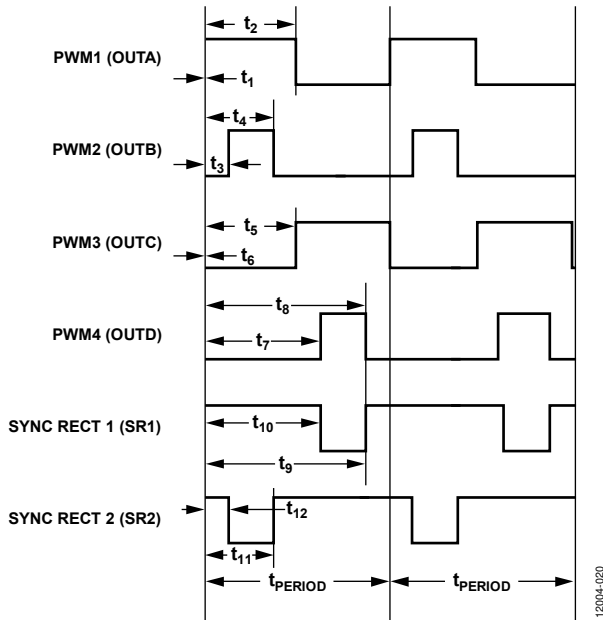 t2
PWM1 (OUTA)
t1
t4
PWM2 (OUTB)
t3
t5
PWM3 (OUTC)
t6
t8
PWM4 (OUTD)
t7
SYNC RECT 1 (SR1)
t10
t9
SYNC RECT 2 (SR2)
t12
t11
tPERIOD tPERIOD
12004-020